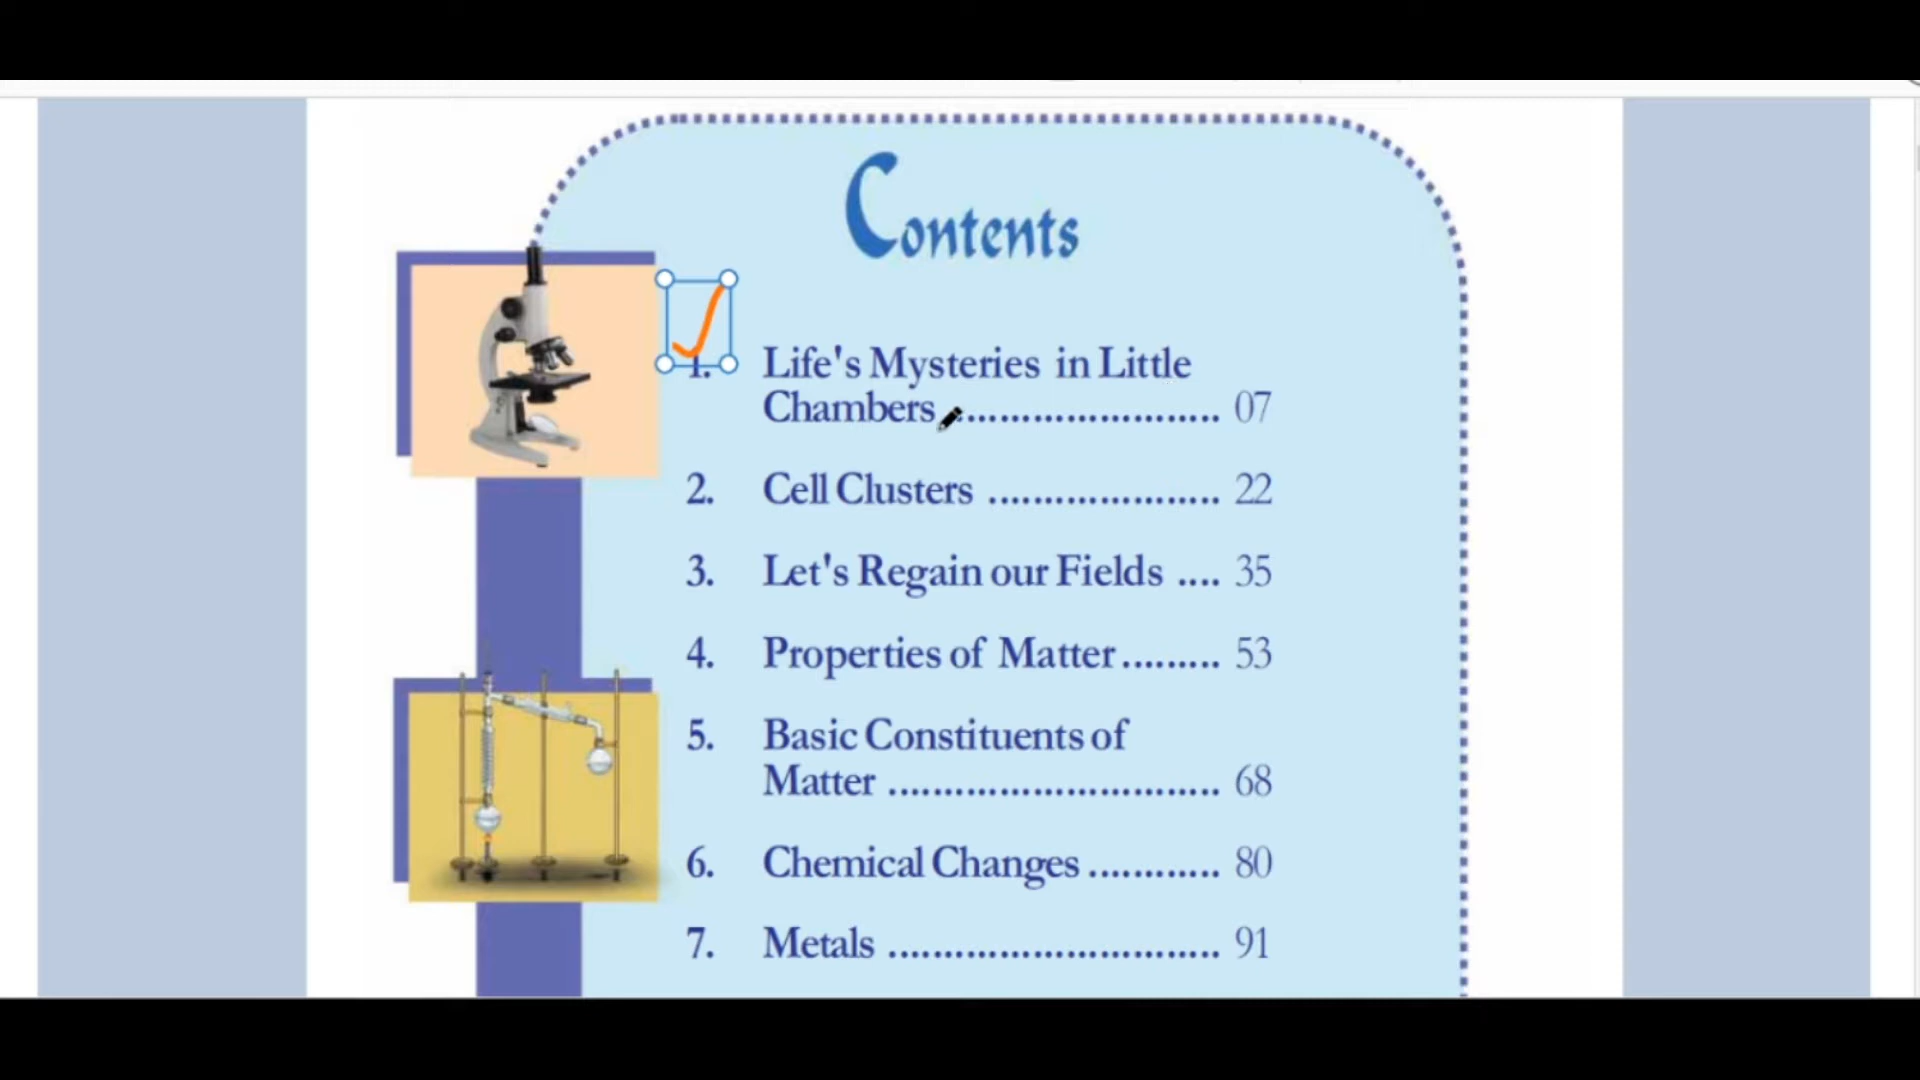 Contents
1. Life's Mysteries in Little
Chambers ........................ 07
2. Cell Clusters ..................... 22
3. Let's Regain our Fields .... 35
4. Properties of Matter ......... 53
5. Basic Constituents of
Matter .............................. 68
6. Chemical Changes ............ 80
7. Metals .............................. 91